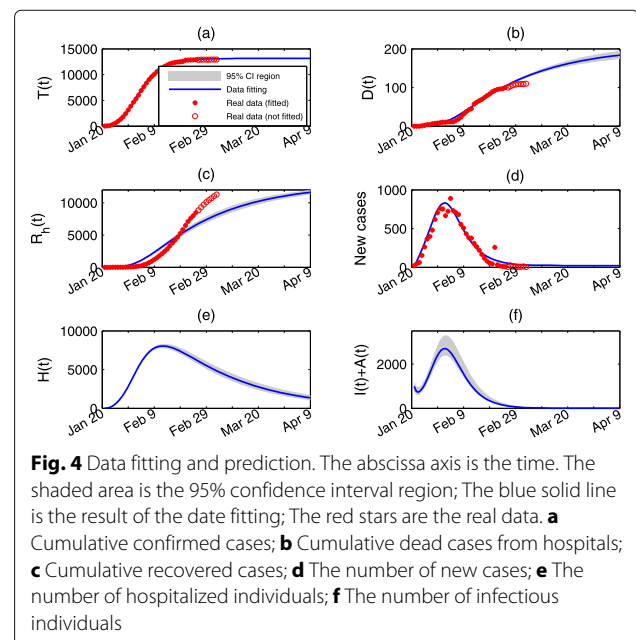 (a)
(b)
15000
10000
5000
0
T(t)
95% CI region
Data fitting
Real data (fitted)
Real data (not fitted)
Jan 20
Feb 9
Feb 29
Mar 20
Apr 9
200
100
0
D(t)
Jan 20
Feb 9
Feb 29
Mar 20
Apr 9
(c)
(d)
10000
5000
0
Rh(t)
Jan 20
Feb 9
Feb 29
Mar 20
Apr 9
1000
500
0
New cases
Jan 20
Feb 9
Feb 29
Mar 20
Apr 9
(e)
(f)
10000
5000
0
H(t)
Jan 20
Feb 9
Feb 29
Mar 20
Apr 9
2000
0
I(t)+A(t)
Jan 20
Feb 9
Feb 29
Mar 20
Apr 9
Fig. 4 Data fitting and prediction. The abscissa axis is the time. The
shaded area is the 95% confidence interval region; The blue solid line
is the result of the date fitting; The red stars are the real data. a
Cumulative confirmed cases; b Cumulative dead cases from hospitals;
c Cumulative recovered cases; d The number of new cases; e The
number of hospitalized individuals; f The number of infectious
individuals